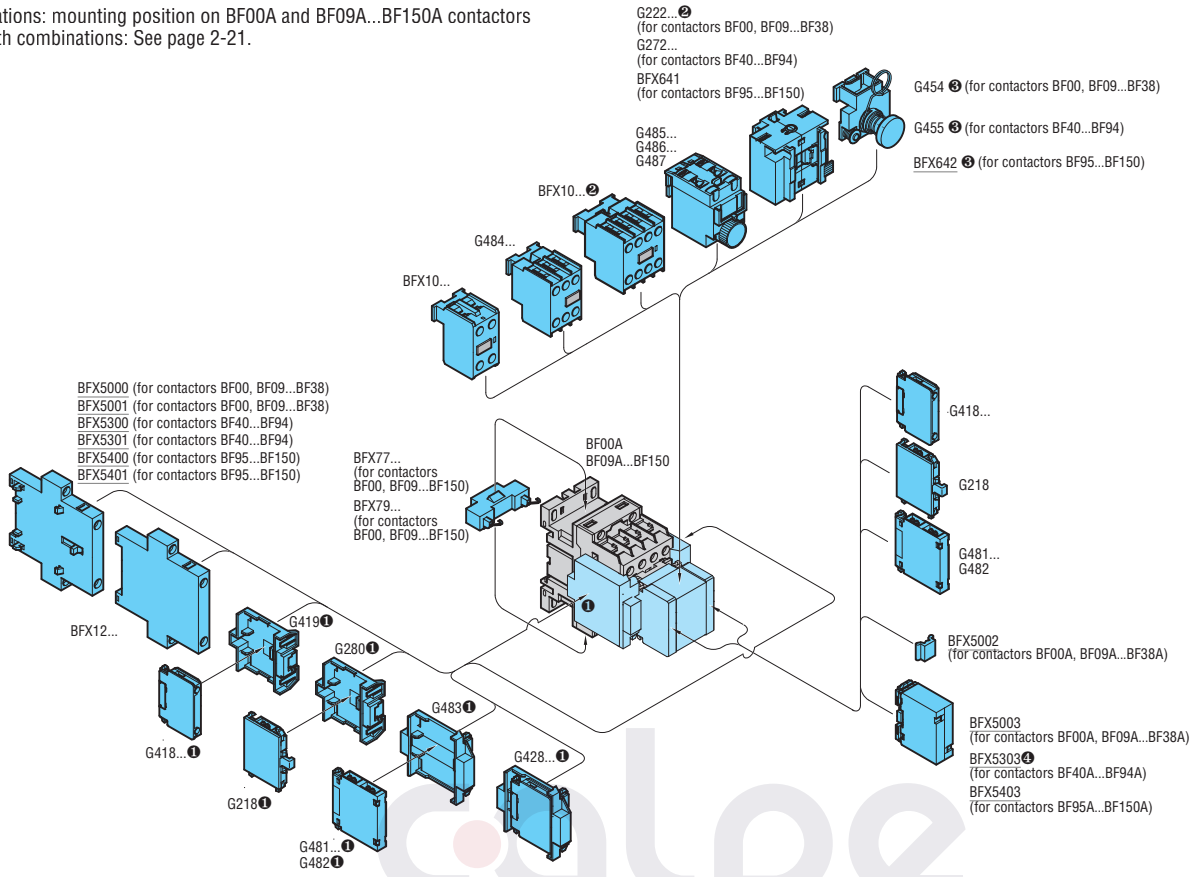 ations: mounting position on BF00A and BF09A...BF150A contactors
th combinations: See page 2-21.
G222...❷
(for contactors BF00, BF09...BF38)
G272...
(for contactors BF40...BF94)
BFX641
(for contactors BF95...BF150)
G454 ❸ (for contactors BF00, BF09...BF38)
G455 ❸ (for contactors BF40...BF94)
BFX642 ❸ (for contactors BF95...BF150)
G485...
G486...
G487
BFX10...❷
G484...
BFX10...
BFX5000 (for contactors BF00, BF09...BF38)
BFX5001 (for contactors BF00, BF09...BF38)
BFX5300 (for contactors BF40...BF94)
BFX5301 (for contactors BF40...BF94)
BFX5400 (for contactors BF95...BF150)
BFX5401 (for contactors BF95...BF150)
BFX77...
(for contactors
BF00, BF09...BF150)
BFX79...
(for contactors
BF00, BF09...BF150)
BF00A
BF09A...BF150
❶
G418...
G218
G481...
G482
BFX5002
(for contactors BF00A, BF09A...BF38A)
BFX5003
(for contactors BF00A, BF09A...BF38A)
BFX5303❹
(for contactors BF40A...BF94A)
BFX5403
(for contactors BF95A...BF150A)
BFX12...
G419❶
G280❶
G483❶
G428...❶
G418...❶
G218❶
G481...❶
G482❶
calpe